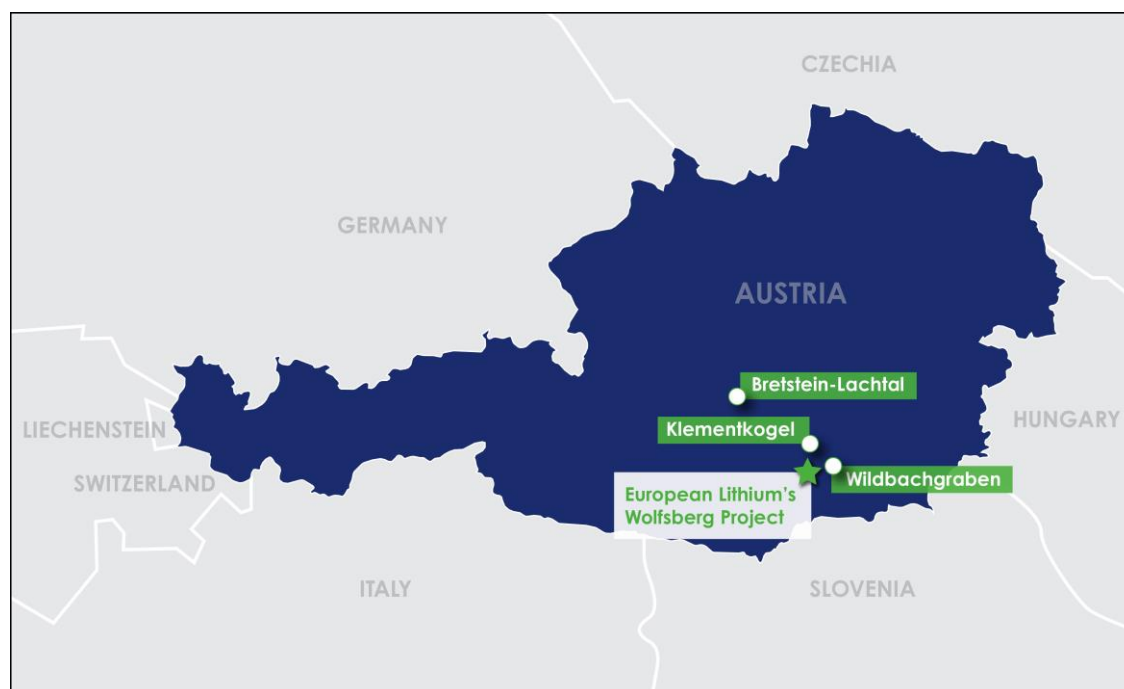 CZECHIA
GERMANY
AUSTRIA
Bretstein-Lachtal
HUNGARY
Klementkogel
LIECHENSTEIN
Wildbachgraben
SWITZERLAND
European Lithium's
Wolfsberg Project
ITALY
SLOVENIA